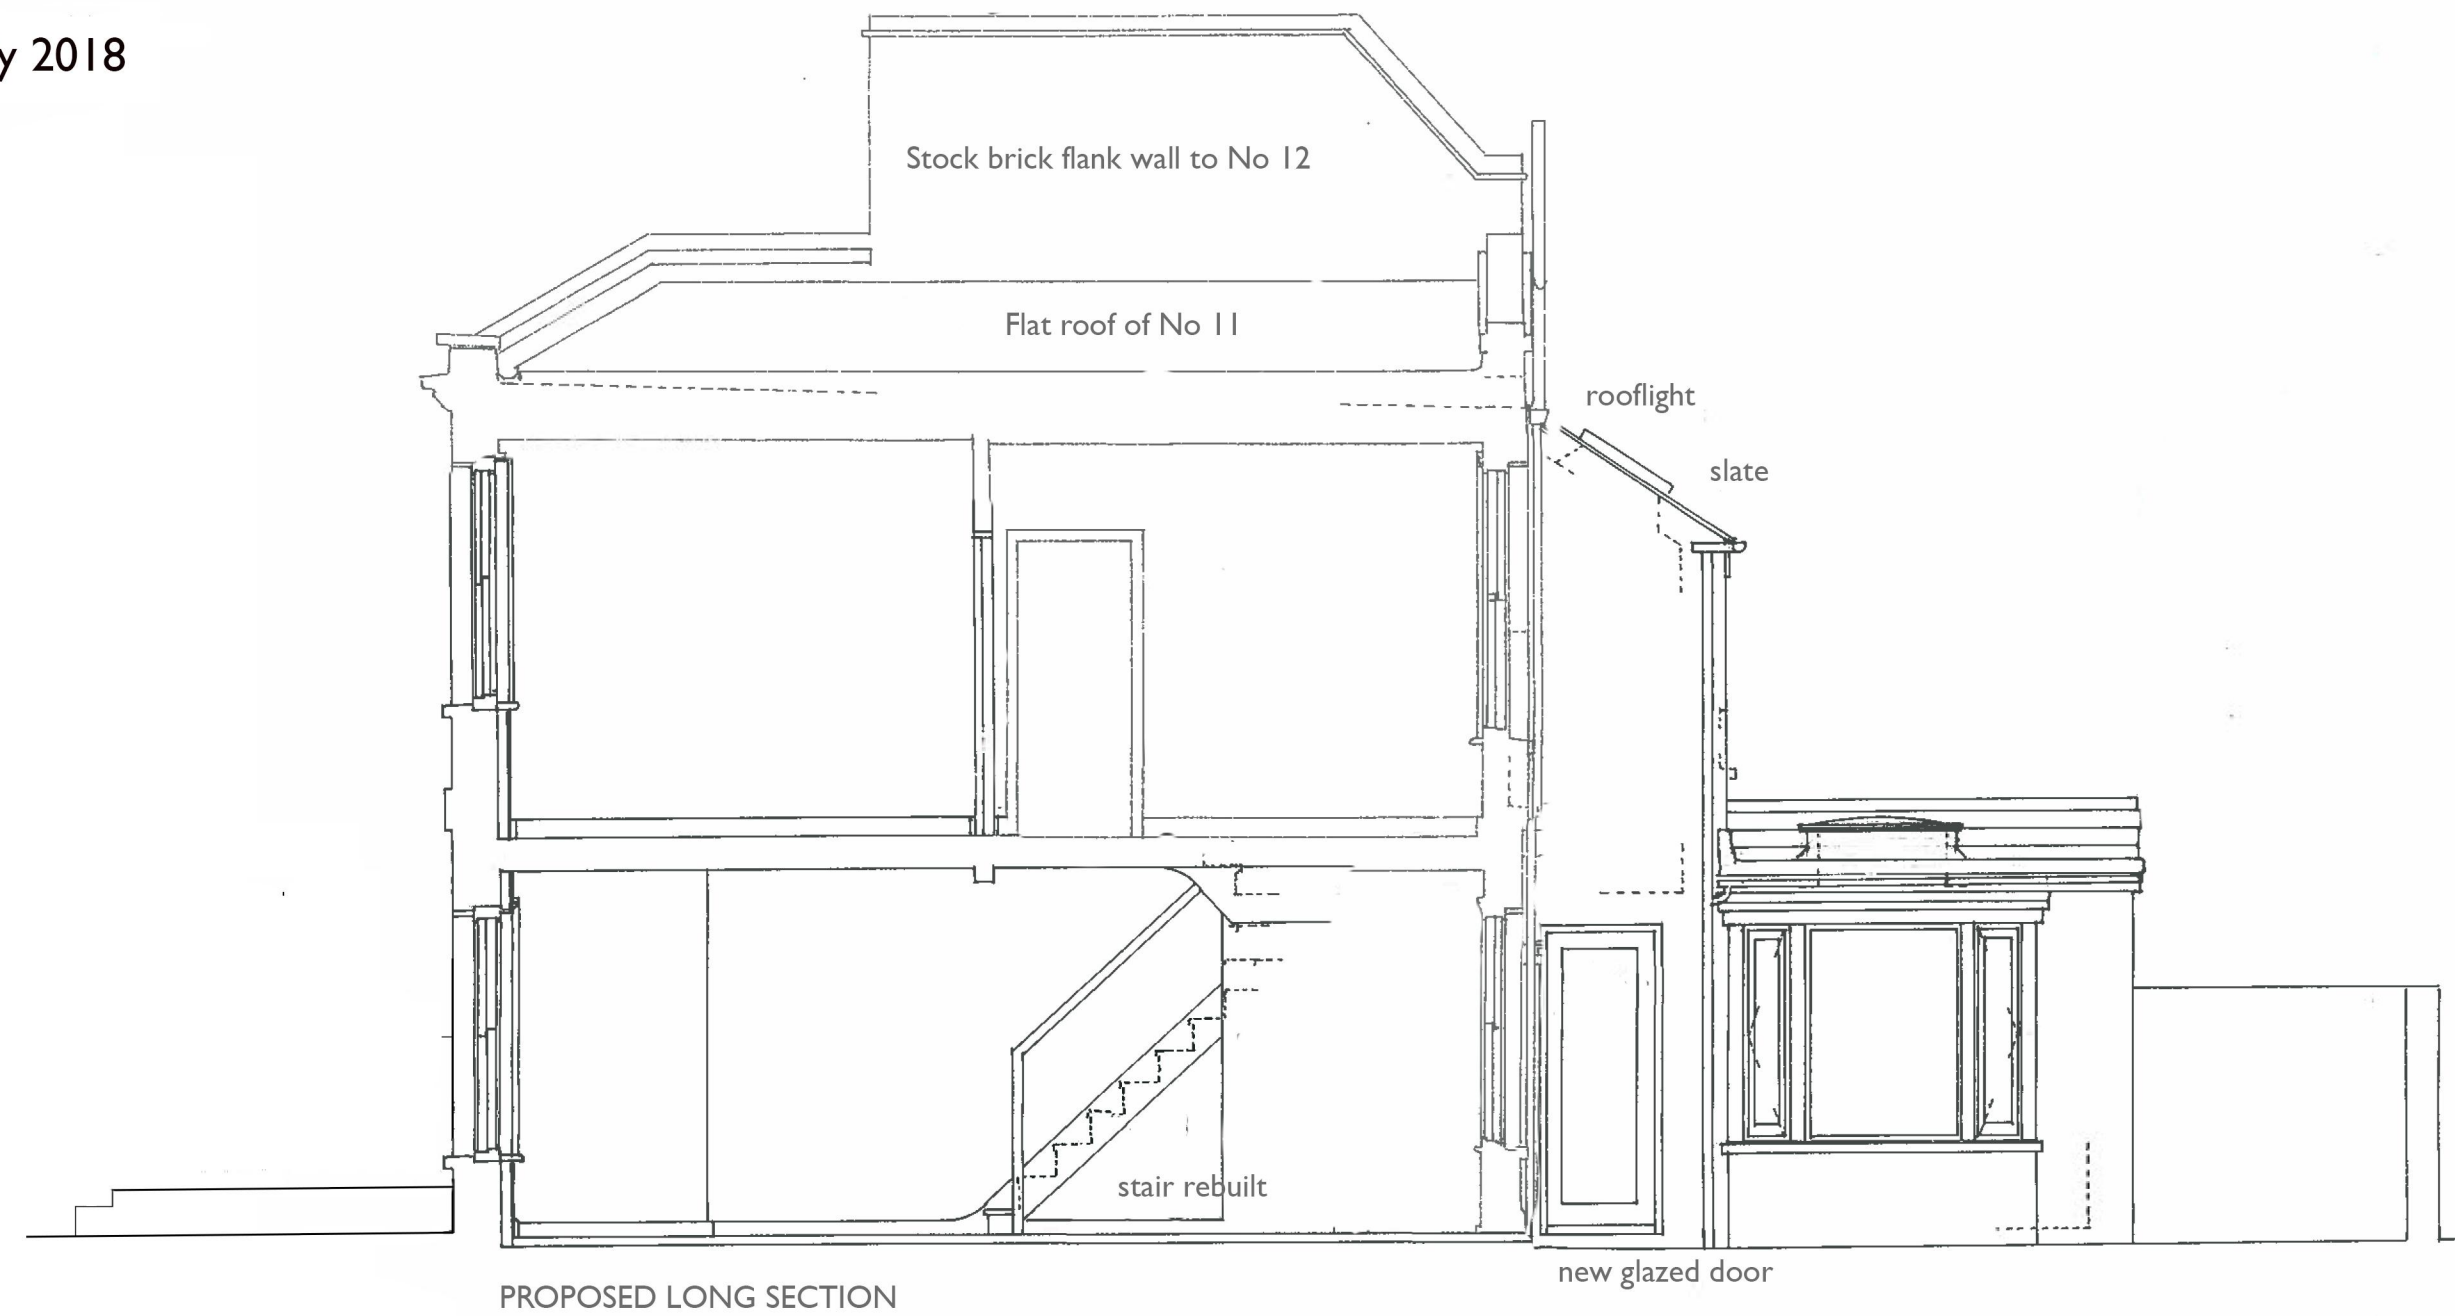 y 2018
Stock brick flank wall to No 12
Flat roof of No 11
rooflight
slate
stair rebuilt
new glazed door
PROPOSED LONG SECTION